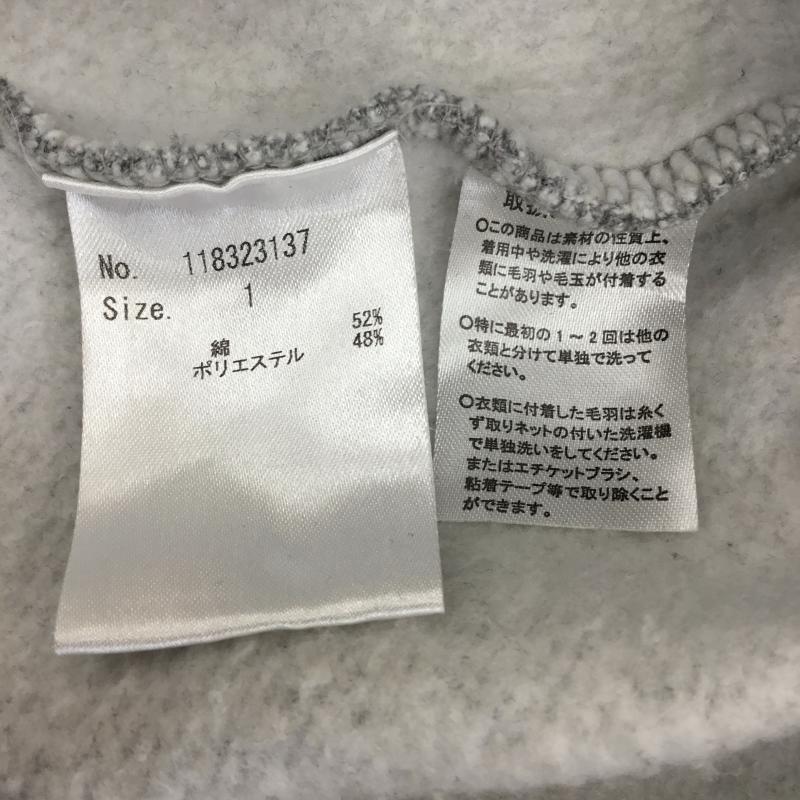 No. 118323137
Size. 1
綿 52%
ポリエステル 48%
取扱
○この商品は素材の性質上、
着用中や洗濯により他の衣
類に毛羽や毛玉が付着する
ことがあります。
○特に最初の1～2回は他の
衣類と分けて単独で洗って
ください。
○衣類に付着した毛羽は糸く
ず取りネットの付いた洗濯機
で単独洗いをしてください。
またはエチケットブラシ、
粘着テープ等で取り除くこと
ができます。